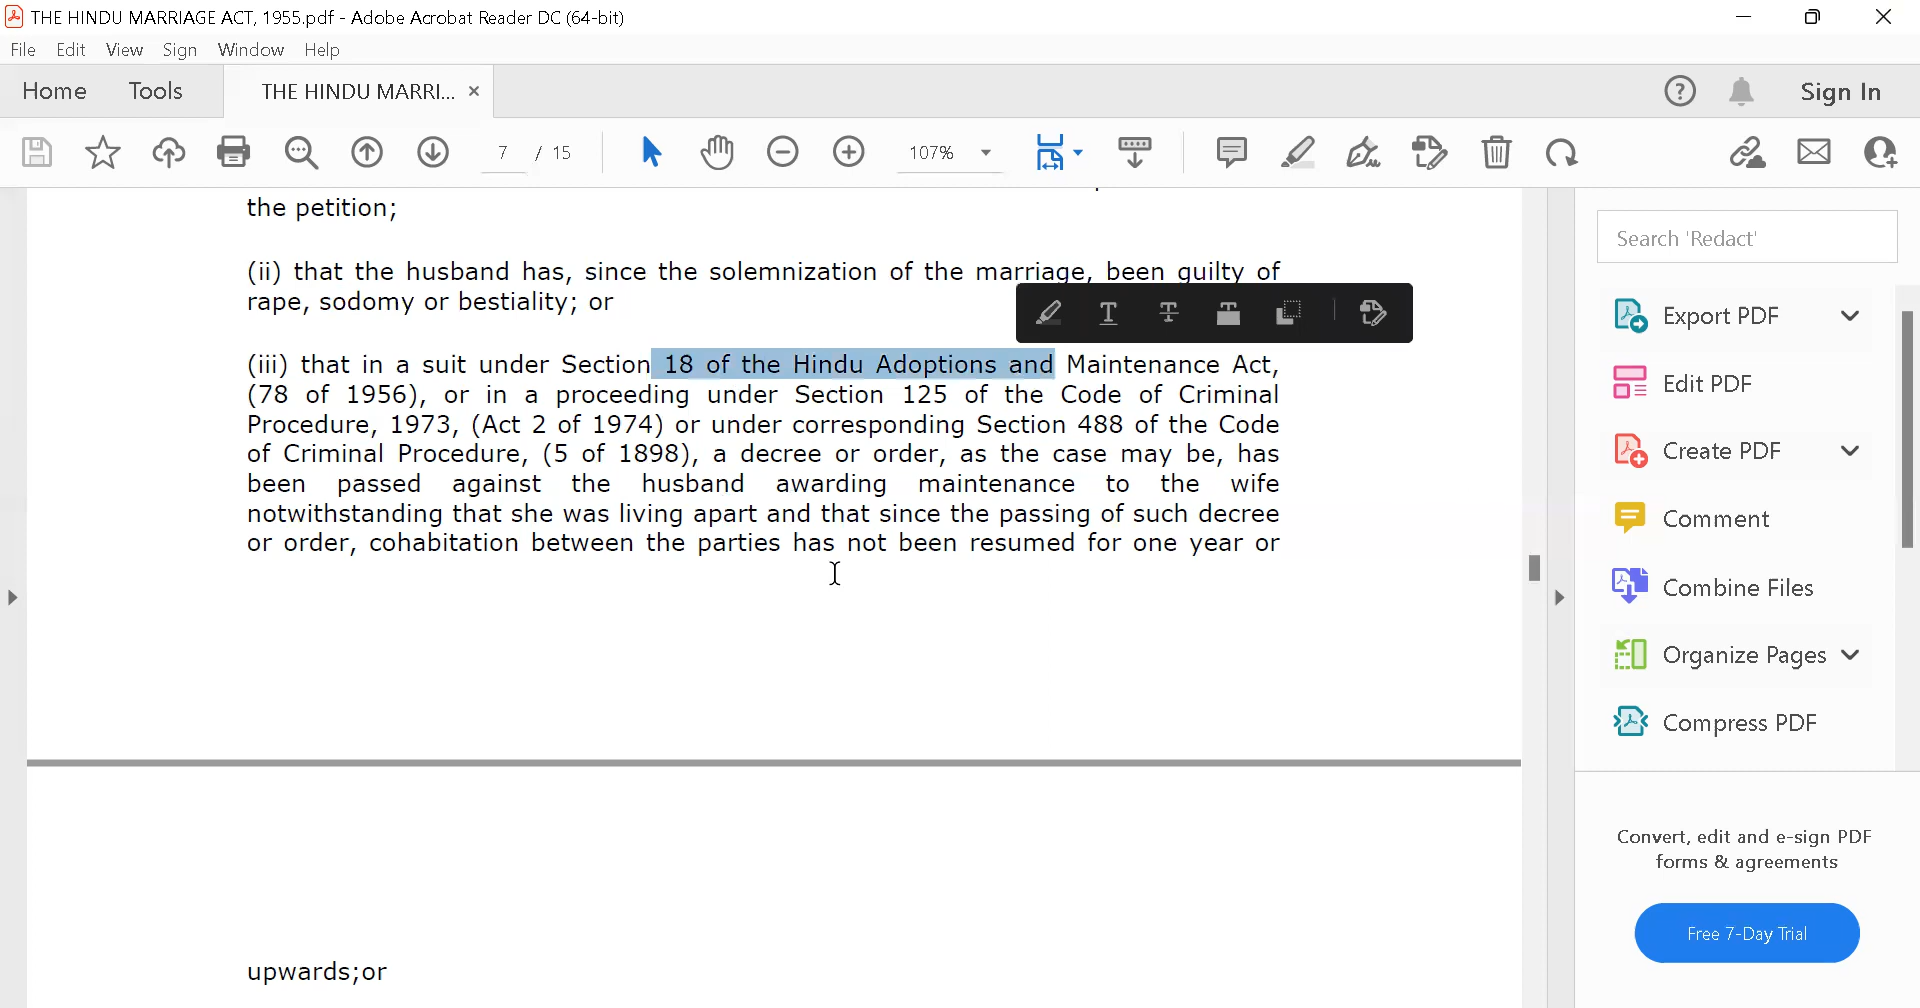 THE HINDU MARRIAGE ACT, 1955.pdf - Adobe Acrobat Reader DC (64-bit)
File Edit View Sign Window Help
Home Tools THE HINDU MARRI... Sign In
7 / 15 107%
the petition;
(ii) that the husband has, since the solemnization of the marriage, been guilty of
rape, sodomy or bestiality; or
(iii) that in a suit under Section 18 of the Hindu Adoptions and Maintenance Act,
(78 of 1956), or in a proceeding under Section 125 of the Code of Criminal
Procedure, 1973, (Act 2 of 1974) or under corresponding Section 488 of the Code
of Criminal Procedure, (5 of 1898), a decree or order, as the case may be, has
been passed against the husband awarding maintenance to the wife
notwithstanding that she was living apart and that since the passing of such decree
or order, cohabitation between the parties has not been resumed for one year or
upwards;or
Search 'Redact'
Export PDF
Edit PDF
Create PDF
Comment
Combine Files
Organize Pages
Compress PDF
Convert, edit and e-sign PDF
forms & agreements
Free 7-Day Trial